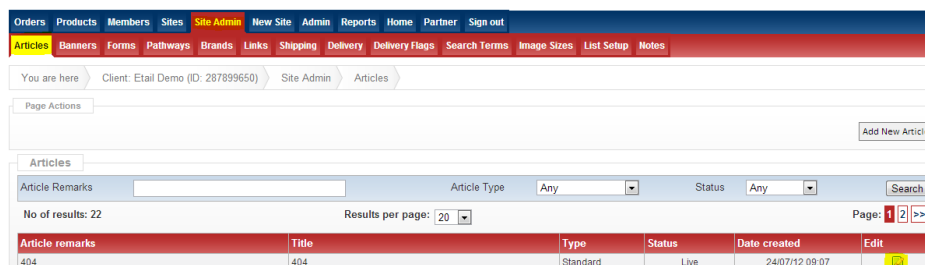 Orders Products Members Sites Site Admin New Site Admin Reports Home Partner Sign out
Articles Banners Forms Pathways Brands Links Shipping Delivery Delivery Flags Search Terms Image Sizes List Setup Notes
You are here Client: Etail Demo (ID: 287899650) Site Admin Articles
Page Actions
Add New Articl
Articles
Article Remarks Article Type Any Status Any Search
No of results: 22 Results per page: 20 Page: 1 2 >>
Article remarks Title Type Status Date created Edit
404 404 Standard Live 24/07/12 09:07